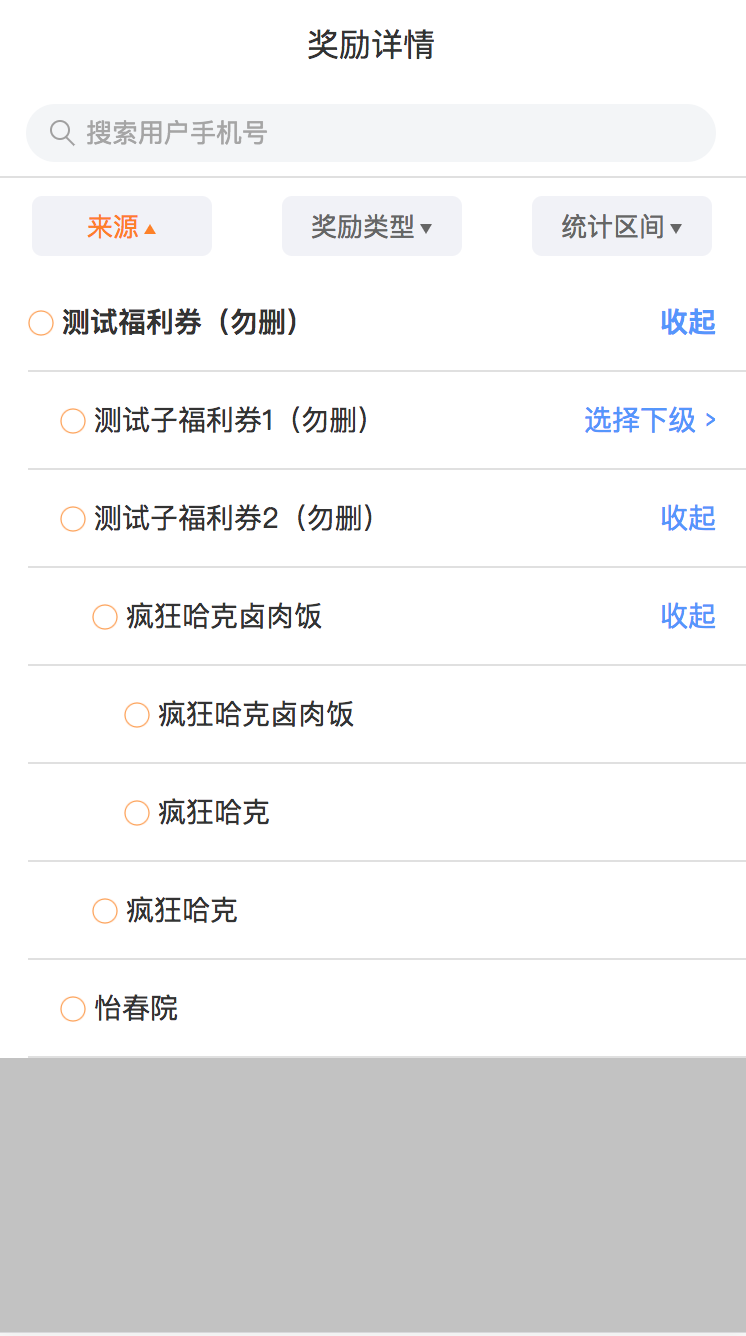 奖励详情
搜索用户手机号
来源 奖励类型 统计区间
测试福利券（勿删） 收起
测试子福利券1（勿删） 选择下级 >
测试子福利券2（勿删） 收起
疯狂哈克卤肉饭 收起
疯狂哈克卤肉饭
疯狂哈克
疯狂哈克
怡春院